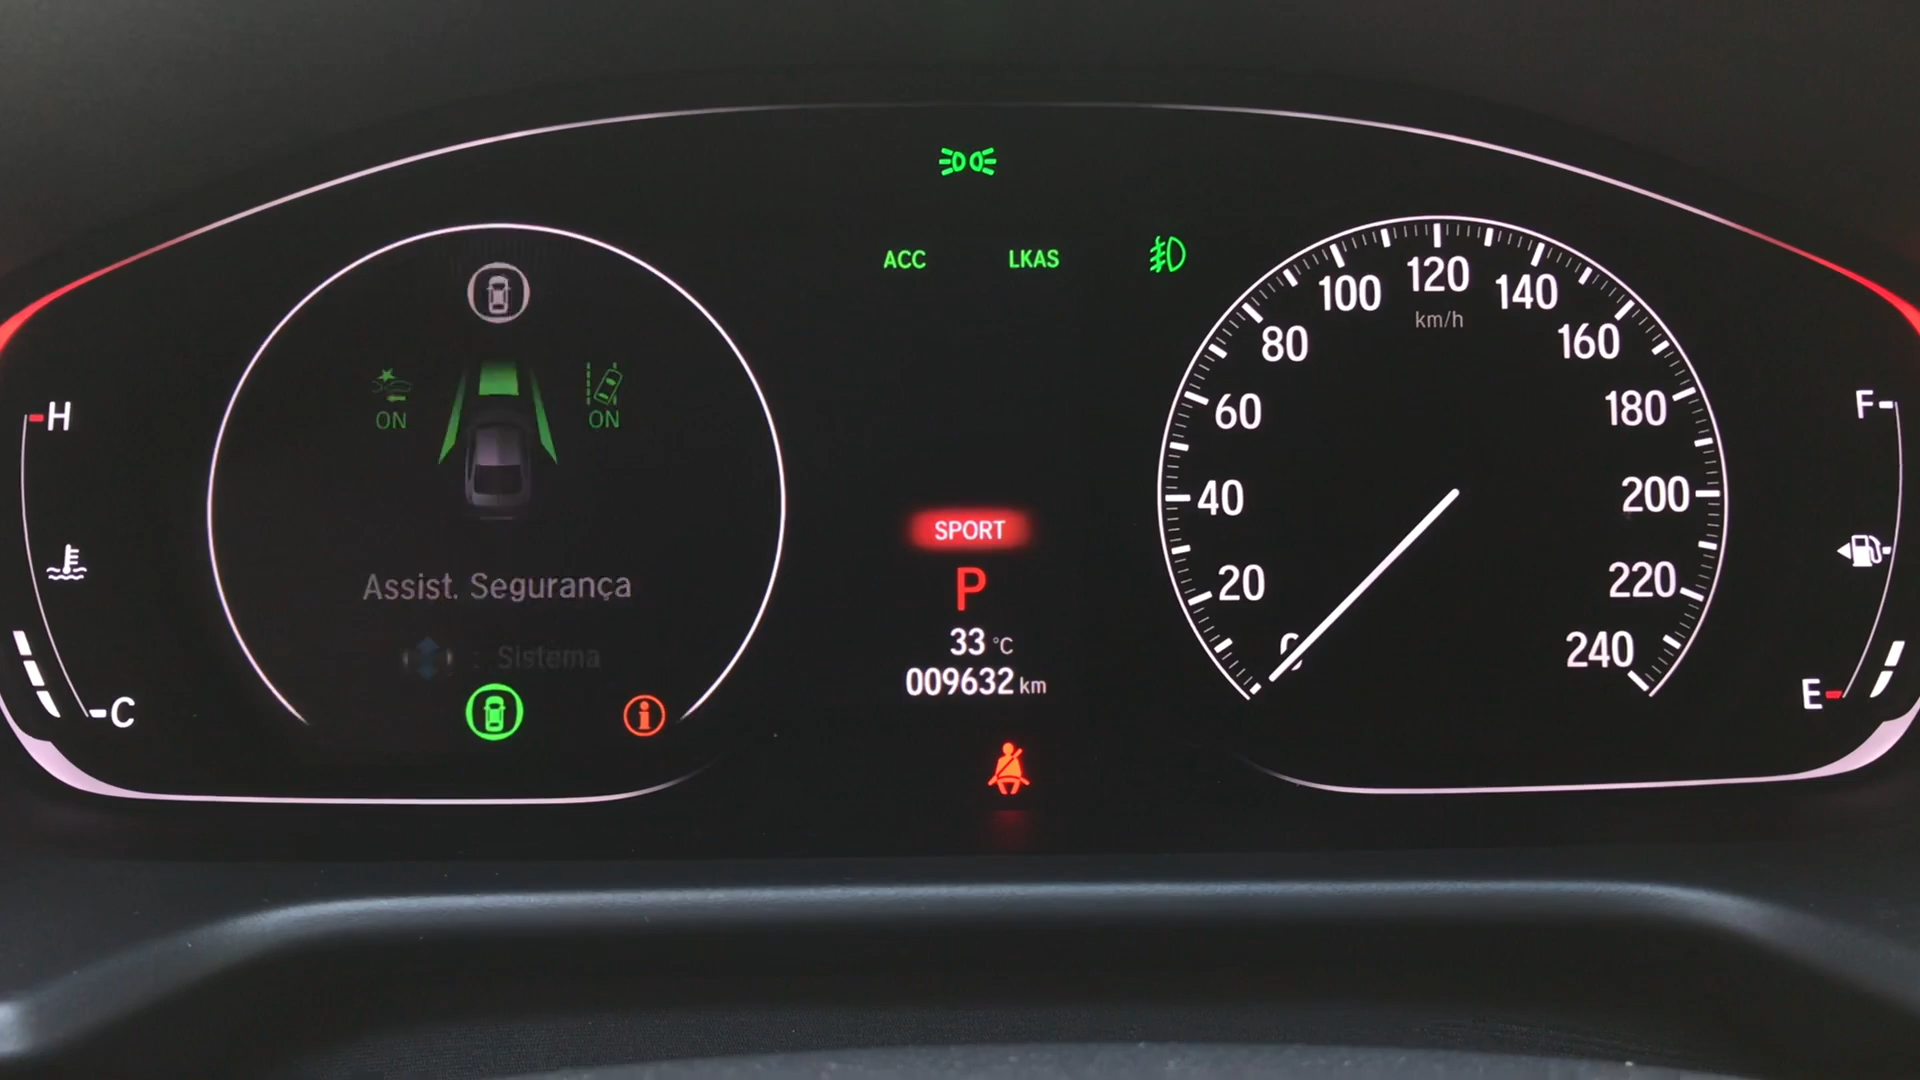 ACC LKAS
ON ON
Assist. Segurança
: Sistema
H
C
SPORT
P
33 °C
009632 km
0 20 40 60 80 100 120 140 160 180 200 220 240
km/h
F
E